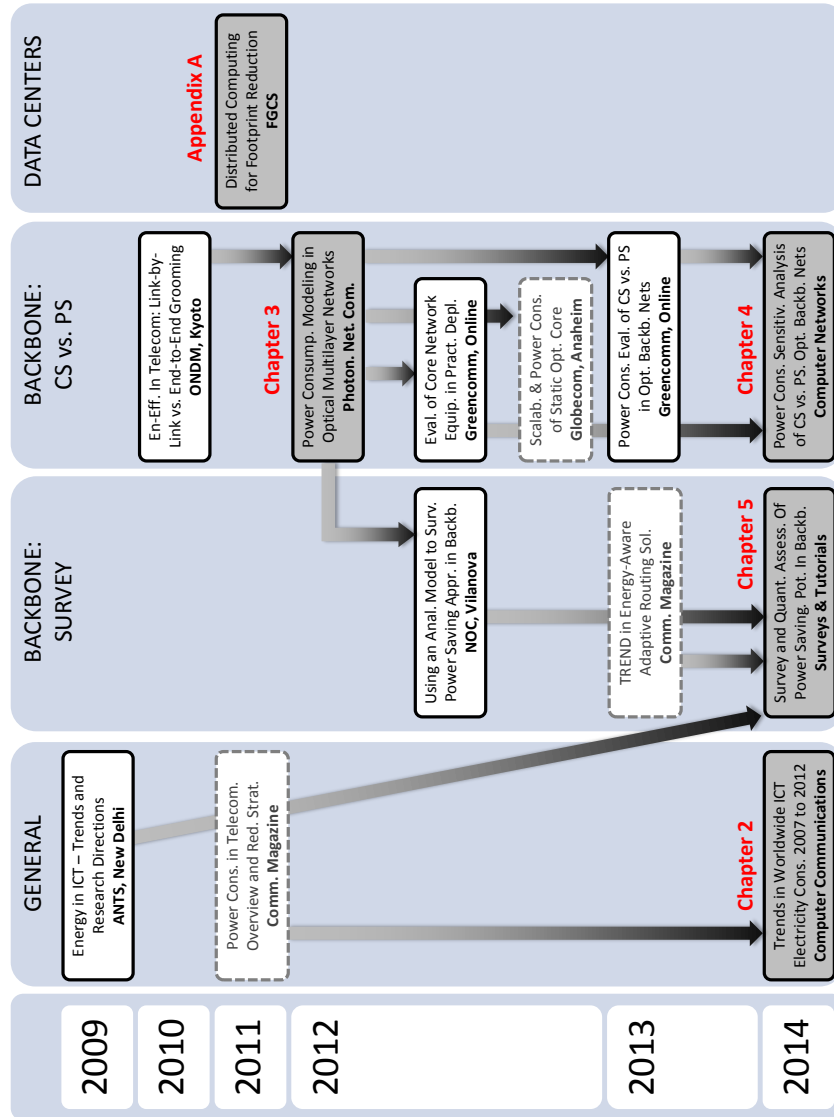 GENERAL
BACKBONE:
SURVEY
BACKBONE:
CS vs. PS
DATA CENTERS
2009
2010
2011
2012
2013
2014
Energy in ICT – Trends and
Research Directions
ANTS, New Delhi
Power Cons. in Telecom.
Overview and Red. Strat.
Comm. Magazine
Chapter 2
Trends in Worldwide ICT
Electricity Cons. 2007 to 2012
Computer Communications
Using an Anal. Model to Surv.
Power Saving Appr. in Backb.
NOC, Vilanova
TREND in Energy-Aware
Adaptive Routing Sol.
Comm. Magazine
Chapter 5
Survey and Quant. Assess. Of
Power Saving. Pot. In Backb.
Surveys & Tutorials
En-Eff. In Telecom: Link-by-
Link vs. End-to-End Grooming
ONDM, Kyoto
Chapter 3
Power Consump. Modeling in
Optical Multilayer Networks
Photon. Net. Com.
Eval. of Core Network
Equip. in Pract. Depl.
Greencomm, Online
Scalab. & Power Cons.
of Static Opt. Core
Globecom, Anaheim
Power Cons. Eval. of CS vs. PS
in Opt. Backb. Nets
Greencomm, Online
Chapter 4
Power Cons. Sensitiv. Analysis
of CS vs. PS. Opt. Backb. Nets
Computer Networks
Appendix A
Distributed Computing
for Footprint Reduction
FGCS